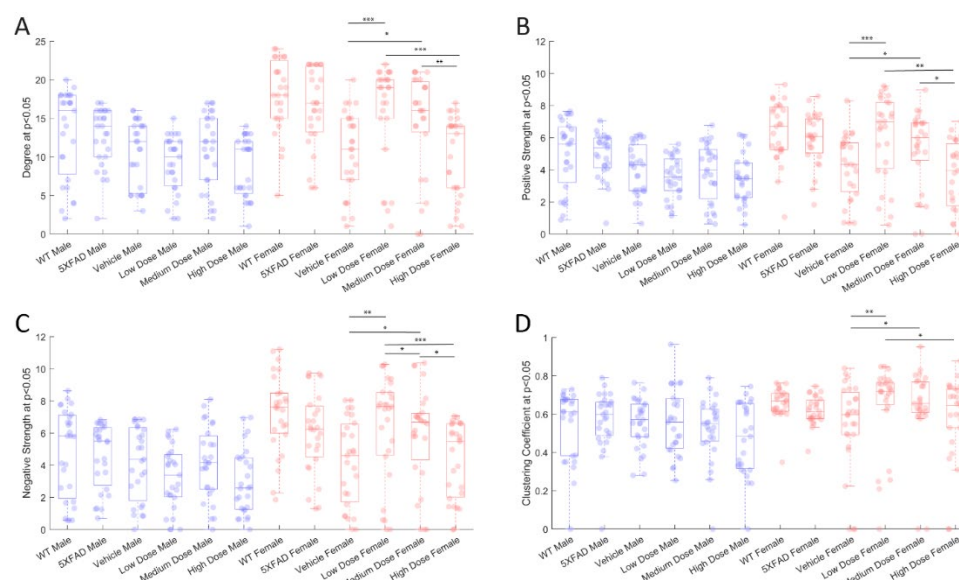 A
***
*
***
**
Degree at p<0.05
25
20
15
10
5
0
WT Male
5XFAD Male
Vehicle Male
Low Dose Male
Medium Dose Male
High Dose Male
WT Female
5XFAD Female
Vehicle Female
Low Dose Female
Medium Dose Female
High Dose Female
B
***
*
**
*
Positive Strength at p<0.05
12
10
8
6
4
2
0
WT Male
5XFAD Male
Vehicle Male
Low Dose Male
Medium Dose Male
High Dose Male
WT Female
5XFAD Female
Vehicle Female
Low Dose Female
Medium Dose Female
High Dose Female
C
**
*
***
*
*
Negative Strength at p<0.05
12
10
8
6
4
2
0
WT Male
5XFAD Male
Vehicle Male
Low Dose Male
Medium Dose Male
High Dose Male
WT Female
5XFAD Female
Vehicle Female
Low Dose Female
Medium Dose Female
High Dose Female
D
**
*
*
Clustering Coefficient at p<0.05
1
0.8
0.6
0.4
0.2
0
WT Male
5XFAD Male
Vehicle Male
Low Dose Male
Medium Dose Male
High Dose Male
WT Female
5XFAD Female
Vehicle Female
Low Dose Female
Medium Dose Female
High Dose Female